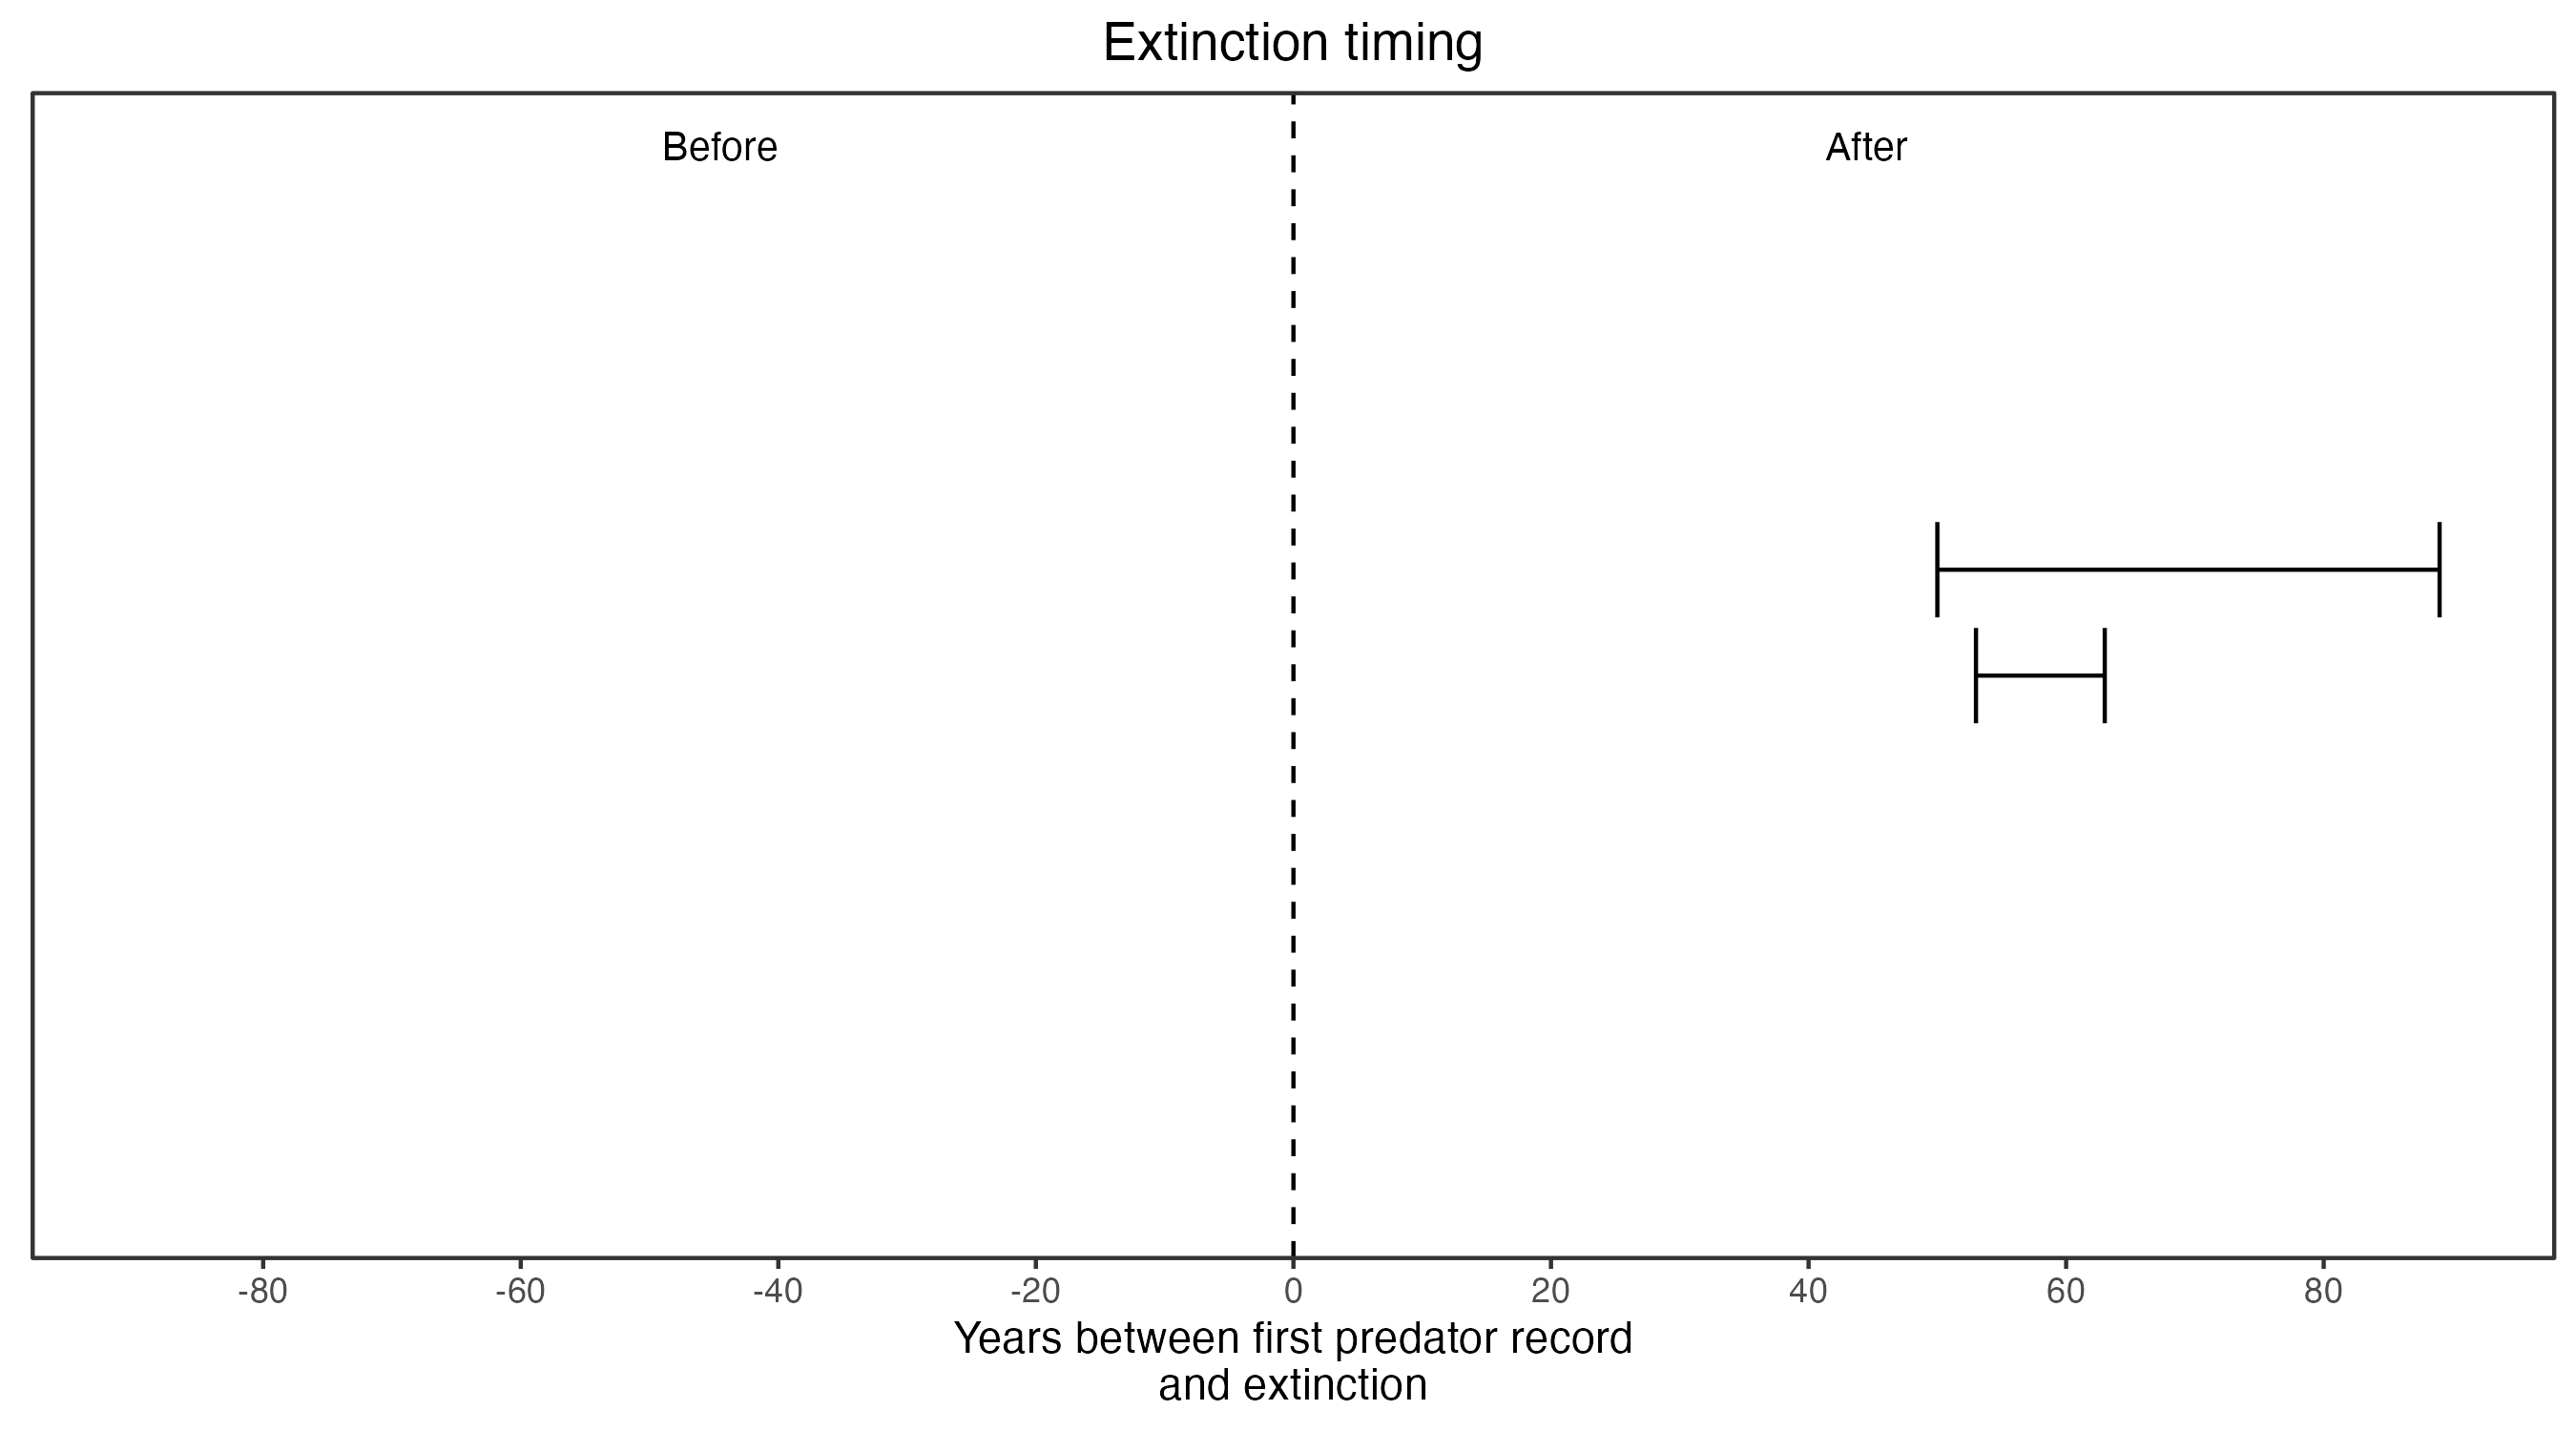 Extinction timing
Before
After
-80
-60
-40
-20
0
20
40
60
80
Years between first predator record
and extinction